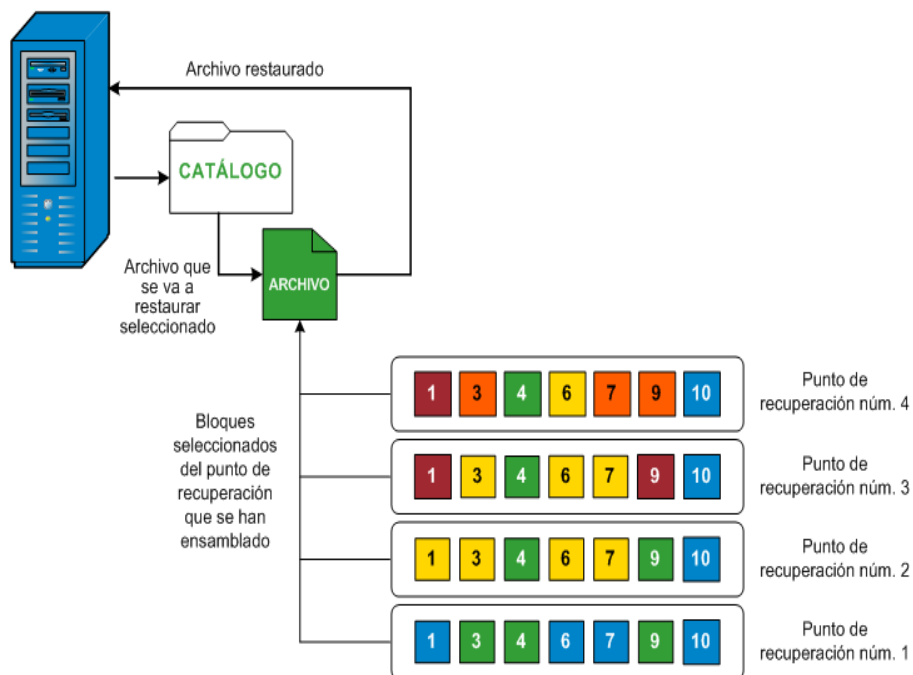 Archivo restaurado
CATÁLOGO
Archivo que
se va a
restaurar
seleccionado
ARCHIVO
Bloques
seleccionados
del punto de
recuperación
que se han
ensamblado
1 3 4 6 7 9 10
Punto de
recuperación núm. 4
1 3 4 6 7 9 10
Punto de
recuperación núm. 3
1 3 4 6 7 9 10
Punto de
recuperación núm. 2
1 3 4 6 7 9 10
Punto de
recuperación núm. 1